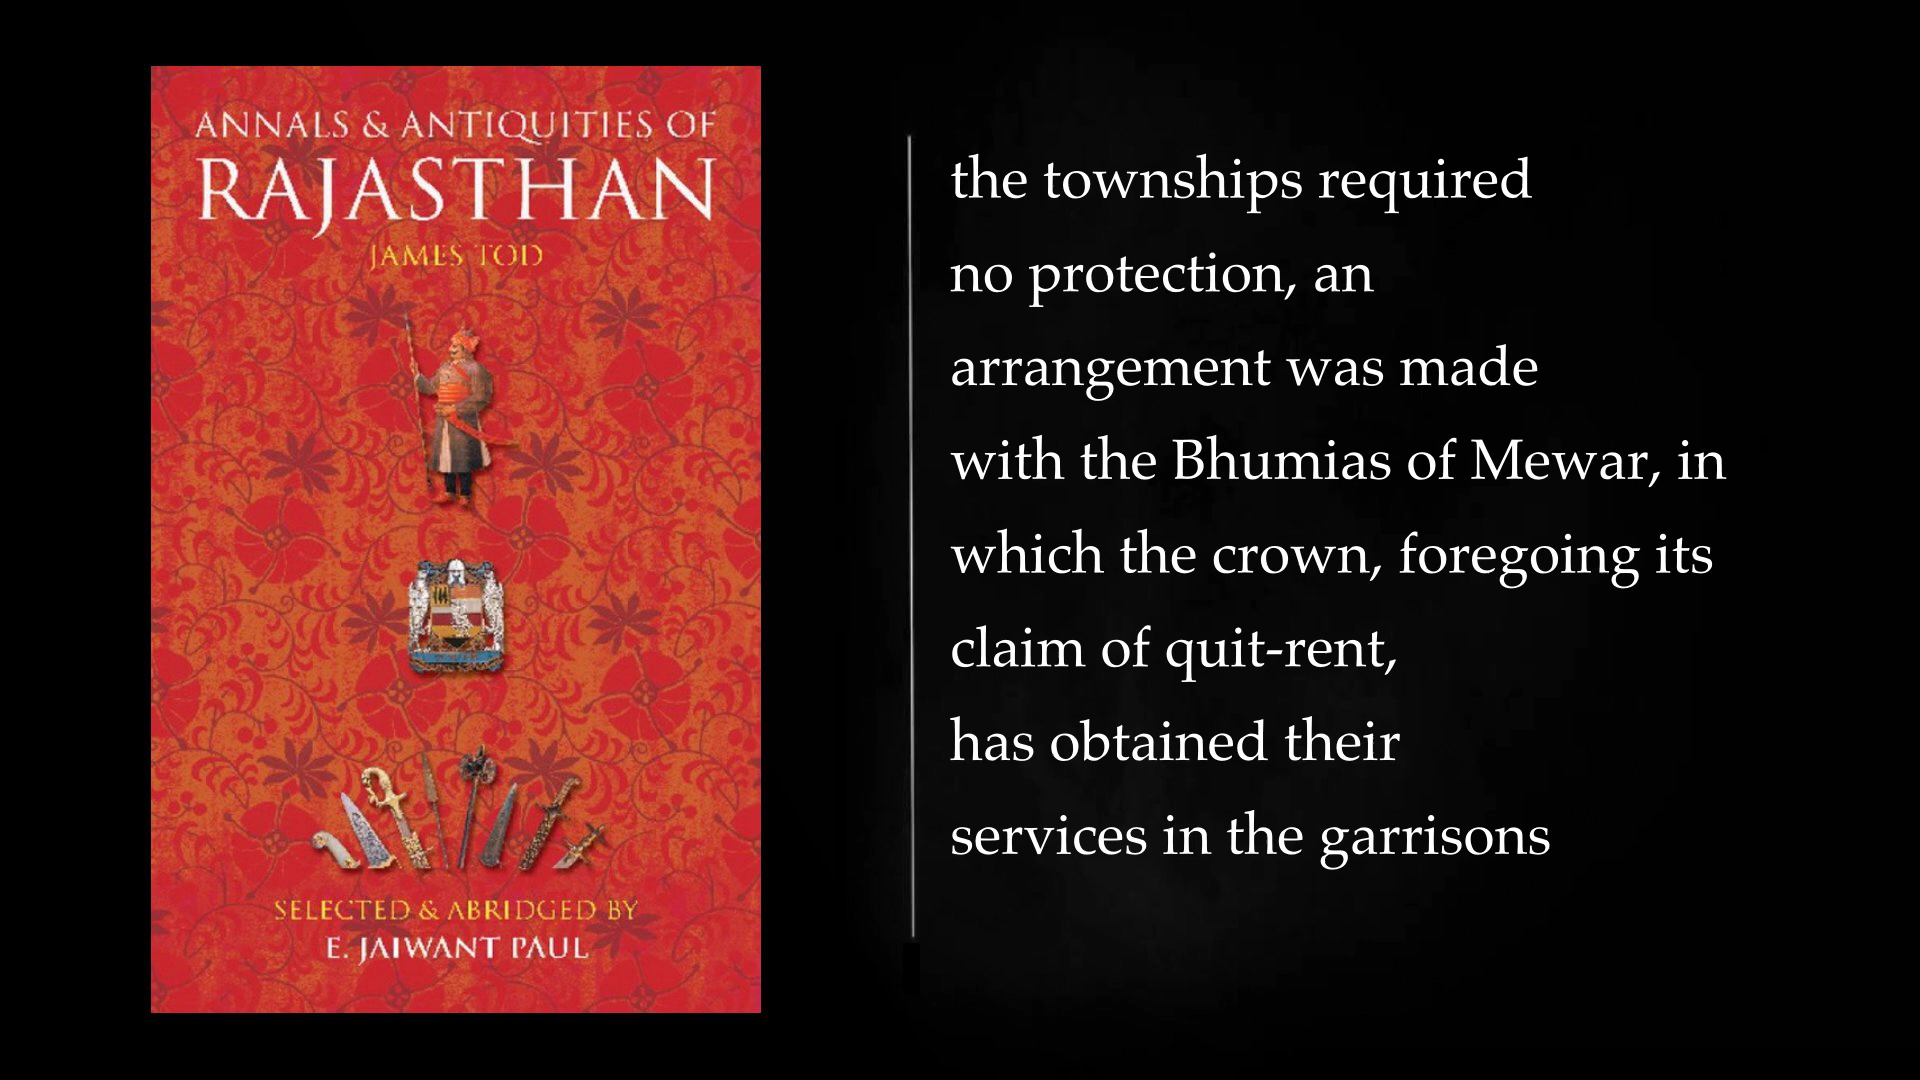 ANNALS & ANTIQUITIES OF
RAJASTHAN
JAMES TOD
SELECTED & ABRIDGED BY
E. JAIWANT PAUL
the townships required
no protection, an
arrangement was made
with the Bhumias of Mewar, in
which the crown, foregoing its
claim of quit-rent,
has obtained their
services in the garrisons